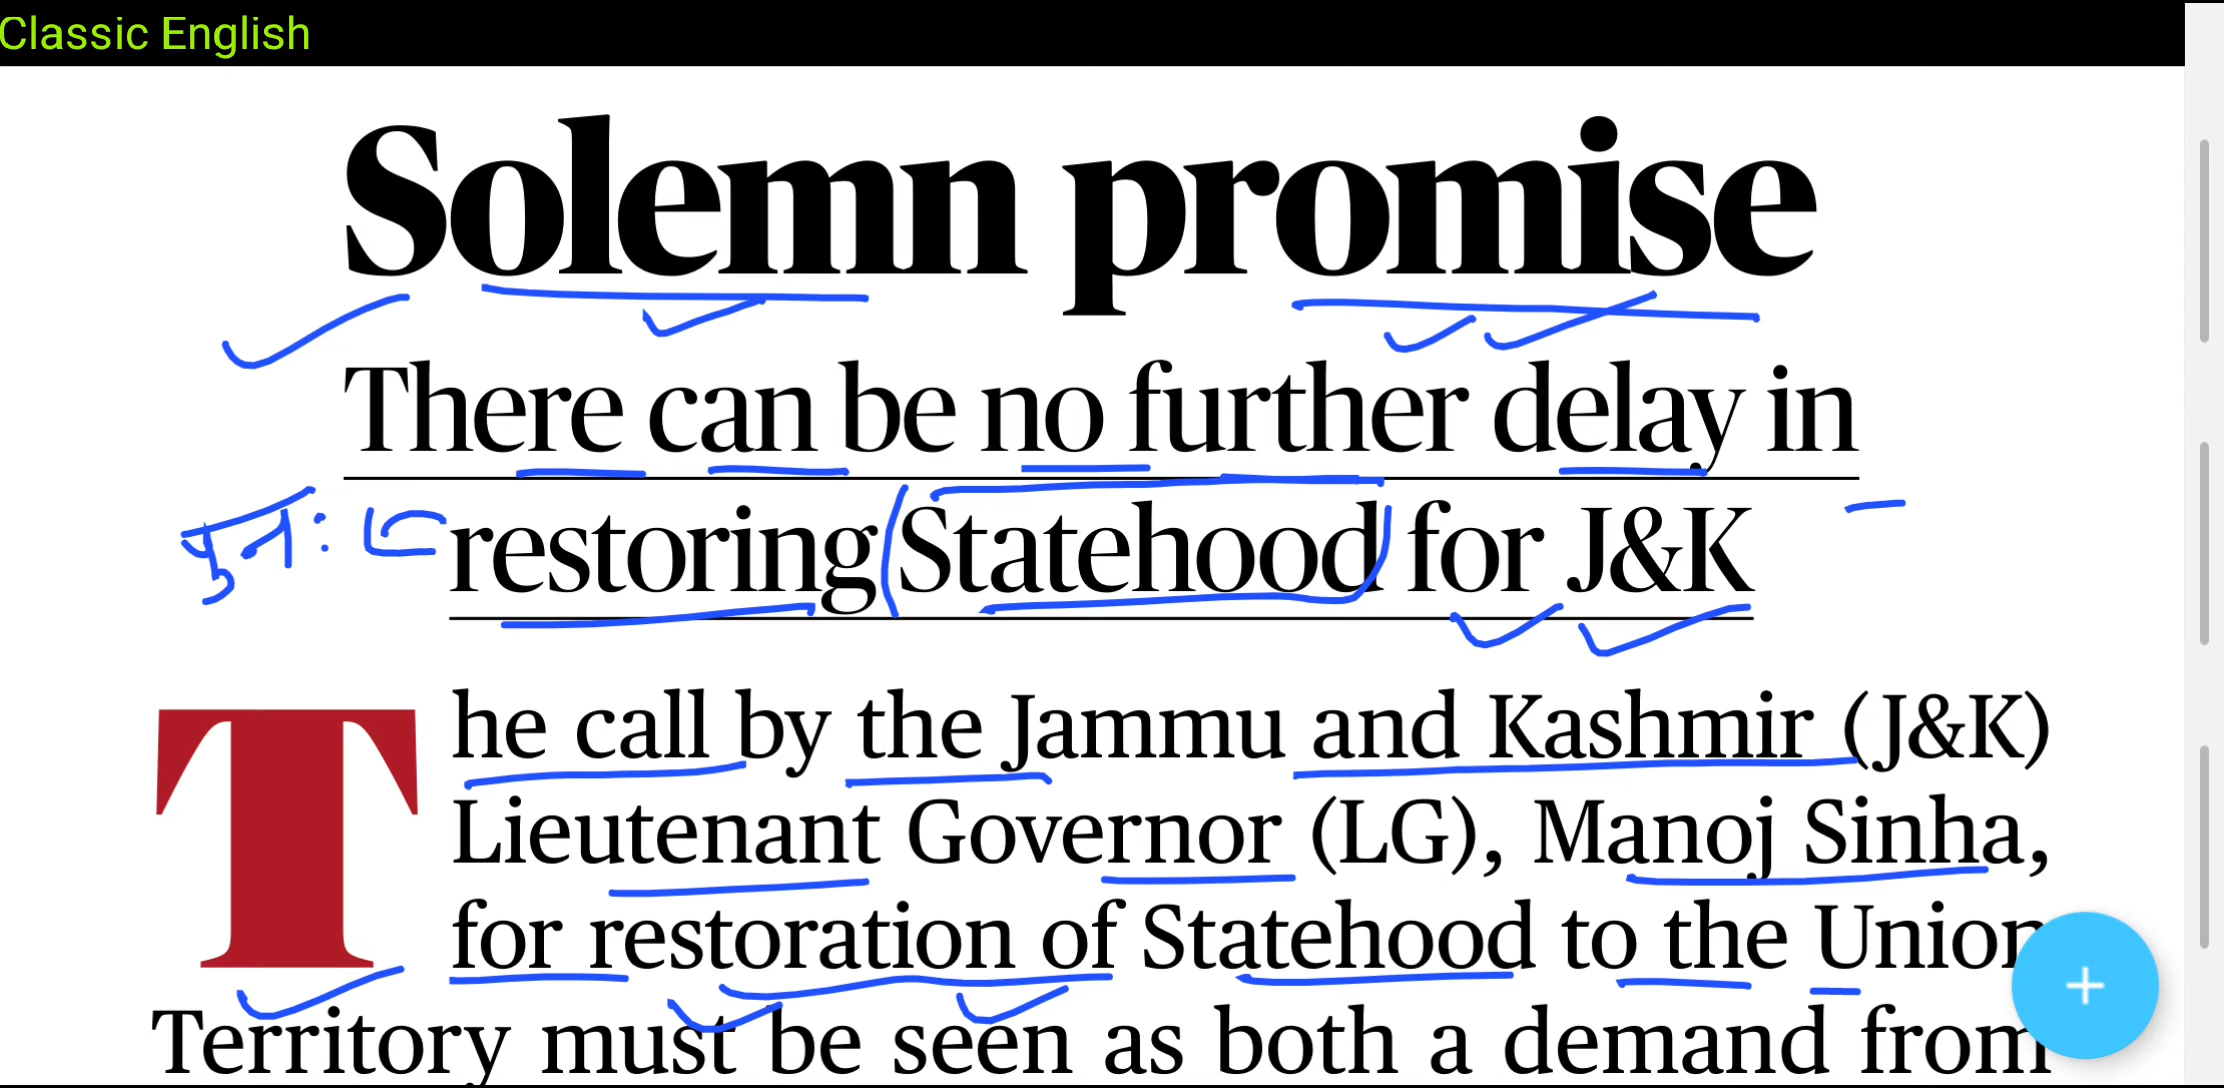 Classic English
Solemn promise
There can be no further delay in
पुनः restoring Statehood for J&K
The call by the Jammu and Kashmir (J&K)
Lieutenant Governor (LG), Manoj Sinha,
for restoration of Statehood to the Union
Territory must be seen as both a demand from